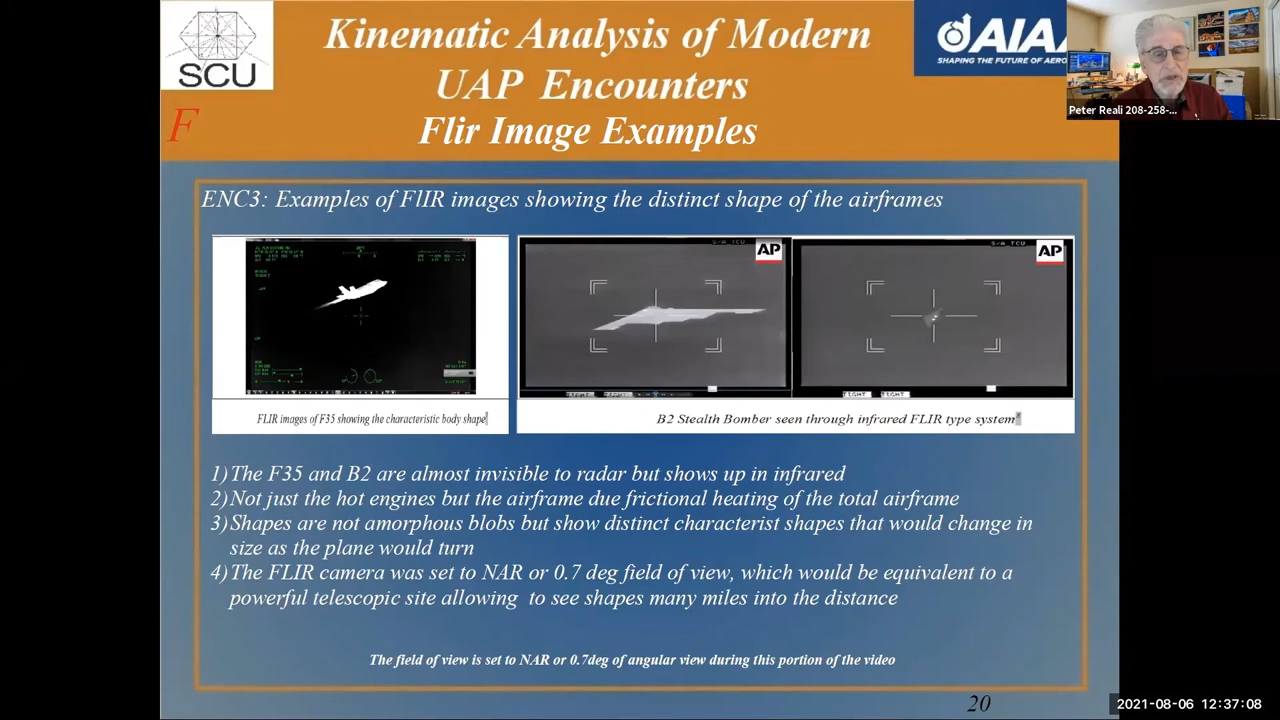 SCU
Kinematic Analysis of Modern
UAP Encounters
Flir Image Examples
AIAA
SHAPING THE FUTURE OF AERO
F
Peter Reali 208-258-...
ENC3: Examples of FlIR images showing the distinct shape of the airframes
AP
AP
FLIR images of F35 showing the characteristic body shape
B2 Stealth Bomber seen through infrared FLIR type system
1)The F35 and B2 are almost invisible to radar but shows up in infrared
2)Not just the hot engines but the airframe due frictional heating of the total airframe
3)Shapes are not amorphous blobs but show distinct characterist shapes that would change in
size as the plane would turn
4)The FLIR camera was set to NAR or 0.7 deg field of view, which would be equivalent to a
powerful telescopic site allowing to see shapes many miles into the distance
The field of view is set to NAR or 0.7deg of angular view during this portion of the video
20
2021-08-06 12:37:08